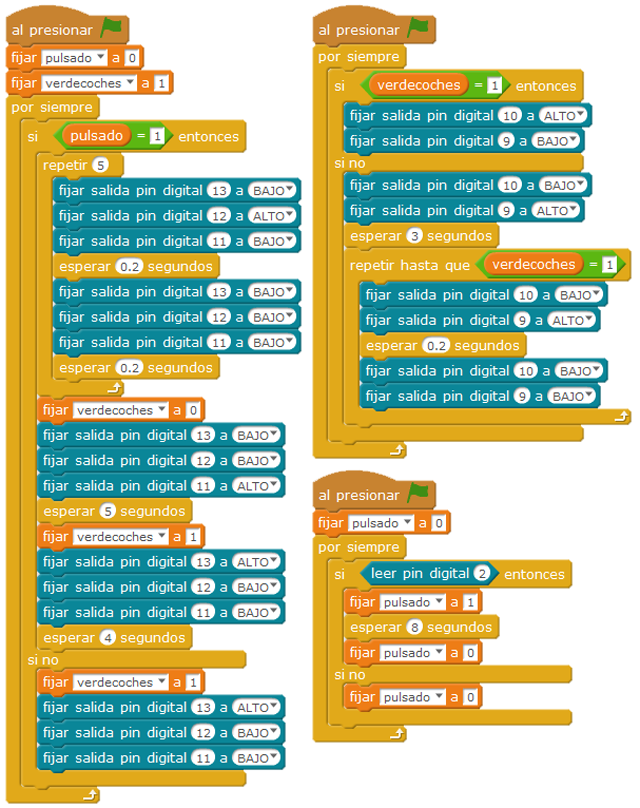 al presionar
fijar pulsado a 0
fijar verdecoches a 1
por siempre
si pulsado = 1 entonces
repetir 5
fijar salida pin digital 13 a BAJO
fijar salida pin digital 12 a ALTO
fijar salida pin digital 11 a BAJO
esperar 0.2 segundos
fijar salida pin digital 13 a BAJO
fijar salida pin digital 12 a BAJO
fijar salida pin digital 11 a BAJO
esperar 0.2 segundos
fijar verdecoches a 0
fijar salida pin digital 13 a BAJO
fijar salida pin digital 12 a BAJO
fijar salida pin digital 11 a ALTO
esperar 5 segundos
fijar verdecoches a 1
fijar salida pin digital 13 a ALTO
fijar salida pin digital 12 a BAJO
fijar salida pin digital 11 a BAJO
esperar 4 segundos
si no
fijar verdecoches a 1
fijar salida pin digital 13 a ALTO
fijar salida pin digital 12 a BAJO
fijar salida pin digital 11 a BAJO
al presionar
por siempre
si verdecoches = 1 entonces
fijar salida pin digital 10 a ALTO
fijar salida pin digital 9 a BAJO
si no
fijar salida pin digital 10 a BAJO
fijar salida pin digital 9 a ALTO
esperar 3 segundos
repetir hasta que verdecoches = 1
fijar salida pin digital 10 a BAJO
fijar salida pin digital 9 a ALTO
esperar 0.2 segundos
fijar salida pin digital 10 a BAJO
fijar salida pin digital 9 a BAJO
al presionar
fijar pulsado a 0
por siempre
si leer pin digital 2 entonces
fijar pulsado a 1
esperar 8 segundos
fijar pulsado a 0
si no
fijar pulsado a 0